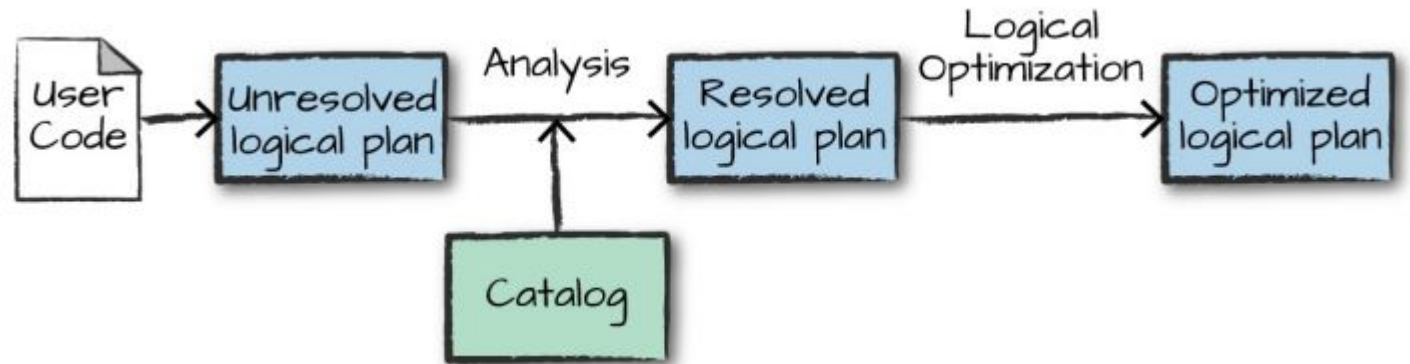 User
Code
Unresolved
logical plan
Analysis
Catalog
Resolved
logical plan
Logical
Optimization
Optimized
logical plan